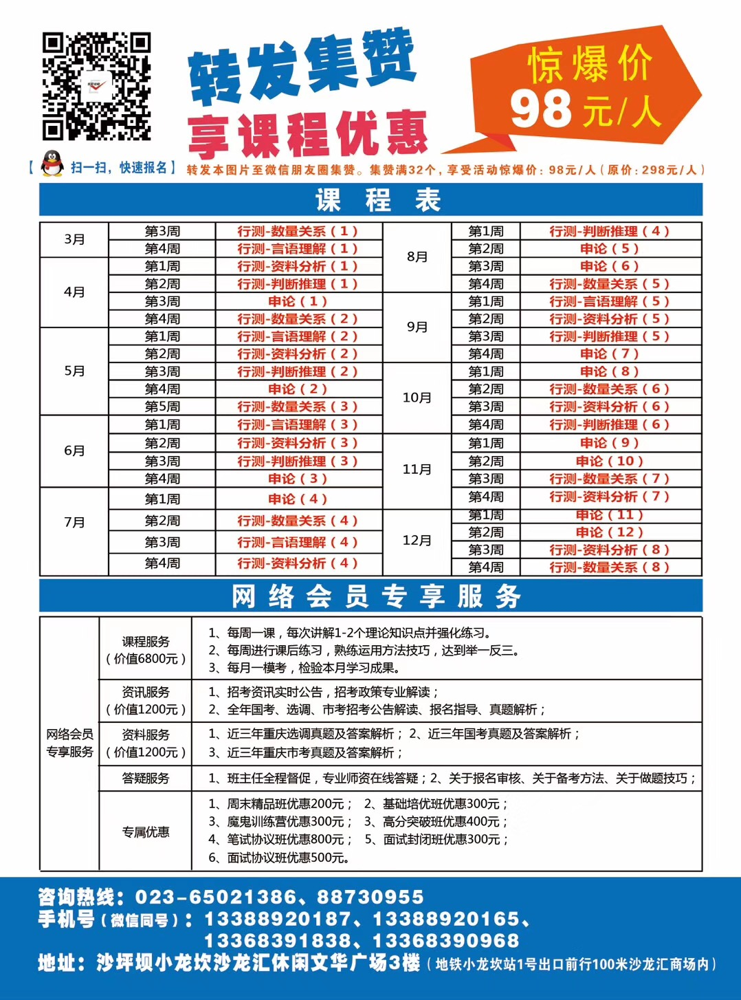 转发集赞
享课程优惠
惊爆价
98元/人
【扫一扫，快速报名】
转发本图片至微信朋友圈集赞。集赞满32个，享受活动惊爆价：98元/人（原价：298元/人）
课程表
3月
第3周 行测-数量关系（1）
第4周 行测-言语理解（1）
4月
第1周 行测-资料分析（1）
第2周 行测-判断推理（1）
第3周 申论（1）
第4周 行测-数量关系（2）
5月
第1周 行测-言语理解（2）
第2周 行测-资料分析（2）
第3周 行测-判断推理（2）
第4周 申论（2）
第5周 行测-数量关系（3）
6月
第1周 行测-言语理解（3）
第2周 行测-资料分析（3）
第3周 行测-判断推理（3）
第4周 申论（3）
7月
第1周 申论（4）
第2周 行测-数量关系（4）
第3周 行测-言语理解（4）
第4周 行测-资料分析（4）
8月
第1周 行测-判断推理（4）
第2周 申论（5）
第3周 申论（6）
第4周 行测-数量关系（5）
9月
第1周 行测-言语理解（5）
第2周 行测-资料分析（5）
第3周 行测-判断推理（5）
第4周 申论（7）
10月
第1周 申论（8）
第2周 行测-数量关系（6）
第3周 行测-资料分析（6）
第4周 行测-判断推理（6）
11月
第1周 申论（9）
第2周 申论（10）
第3周 行测-数量关系（7）
第4周 行测-资料分析（7）
12月
第1周 申论（11）
第2周 申论（12）
第3周 行测-资料分析（8）
第4周 行测-数量关系（8）
网络会员专享服务
网络会员
专享服务
课程服务
（价值6800元）
1、每周一课，每次讲解1-2个理论知识点并强化练习。
2、每周进行课后练习，熟练运用方法技巧，达到举一反三。
3、每月一模考，检验本月学习成果。
资讯服务
（价值1200元）
1、招考资讯实时公告，招考政策专业解读；
2、全年国考、选调、市考招考公告解读、报名指导、真题解析；
资料服务
（价值1200元）
1、近三年重庆选调真题及答案解析； 2、近三年国考真题及答案解析；
3、近三年重庆市考真题及答案解析；
答疑服务
1、班主任全程督促，专业师资在线答疑；2、关于报名审核、关于备考方法、关于做题技巧；
专属优惠
1、周末精品班优惠200元； 2、基础培优班优惠300元；
3、魔鬼训练营优惠300元； 3、高分突破班优惠400元；
4、笔试协议班优惠800元； 5、面试封闭班优惠300元；
6、面试协议班优惠500元。
咨询热线：023-65021386、88730955
手机号（微信同号）：13388920187、13388920165、
13368391838、13368390968
地址：沙坪坝小龙坎沙龙汇休闲文华广场3楼（地铁小龙坎站1号出口前行100米沙龙汇商场内）